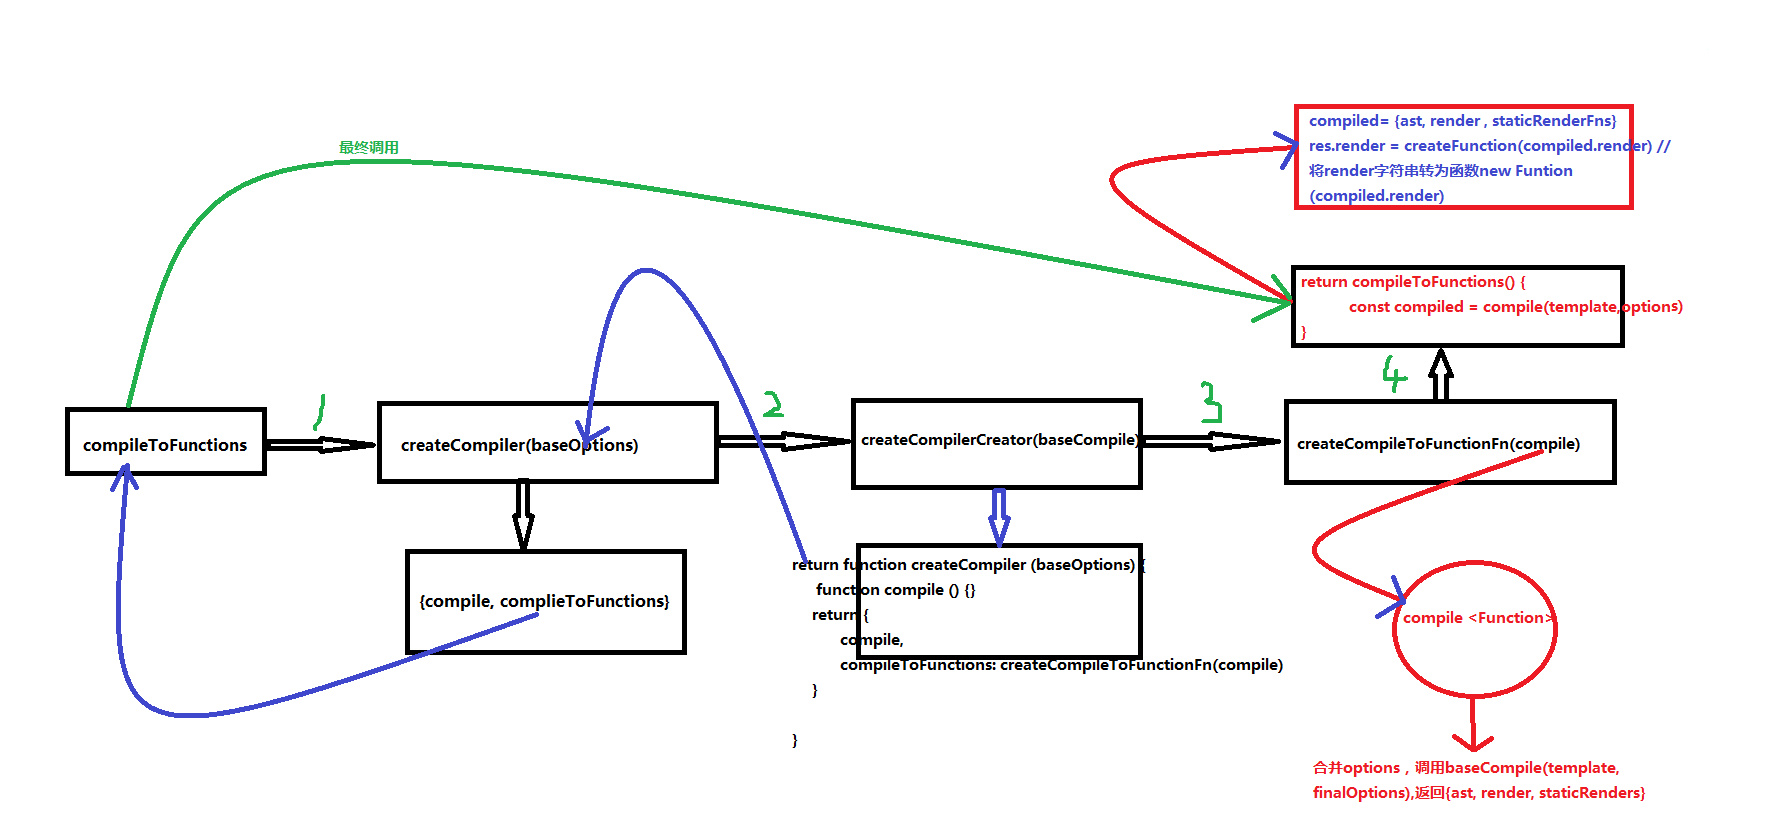 最终调用
compiled= {ast, render , staticRenderFns}
res.render = createFunction(compiled.render) //
将render字符串转为函数new Funtion
(compiled.render)
return compileToFunctions() {
const compiled = compile(template,options)
}
1
2
3
4
compileToFunctions
createCompiler(baseOptions)
createCompilerCreator(baseCompile)
createCompileToFunctionFn(compile)
{compile, complieToFunctions}
return function createCompiler (baseOptions) {
function compile () {}
return {
compile,
compileToFunctions: createCompileToFunctionFn(compile)
}
}
compile <Function>
合并options，调用baseCompile(template,
finalOptions),返回{ast, render, staticRenders}